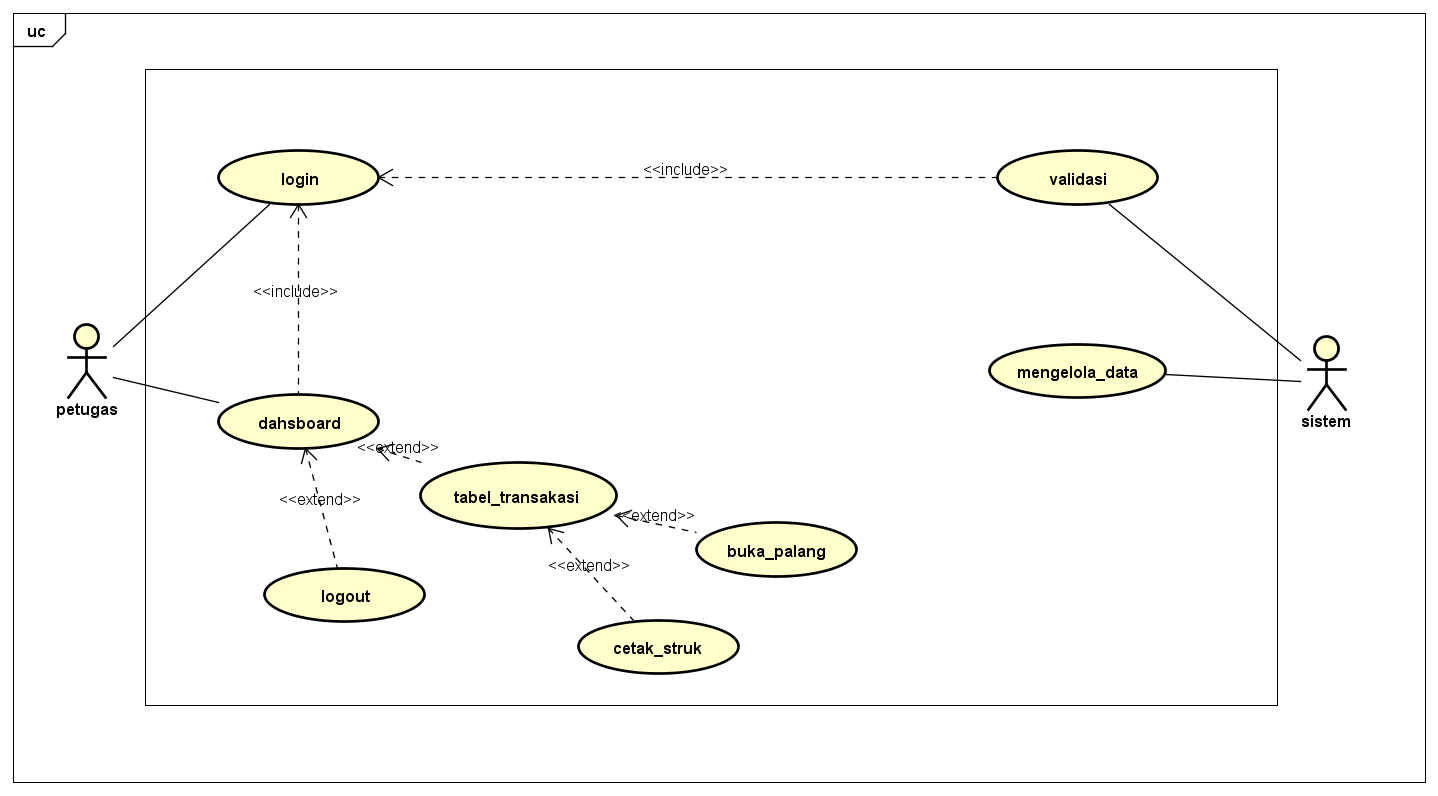 uc
login
<<include>>
validasi
<<include>>
petugas
mengelola_data
sistem
dahsboard
<<extend>>
<<extend>>
tabel_transakasi
<<extend>>
buka_palang
<<extend>>
logout
cetak_struk